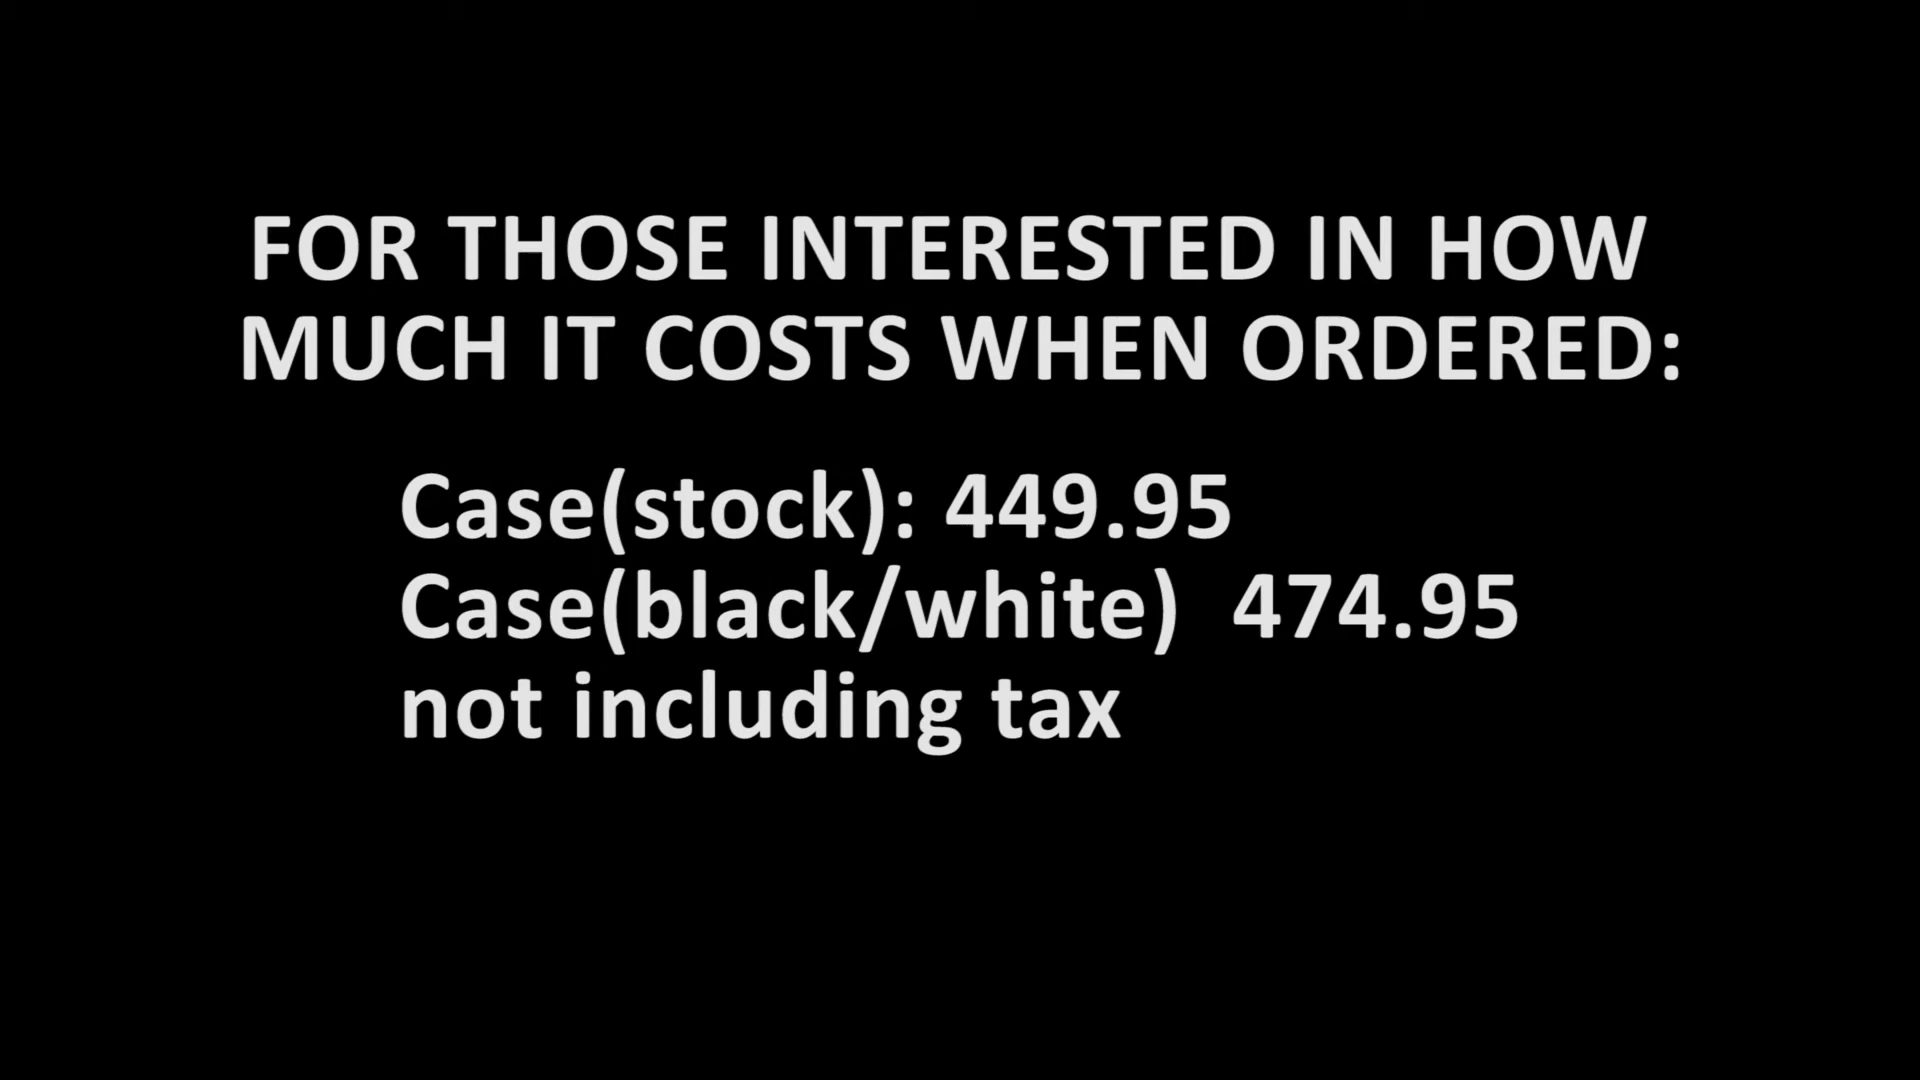 FOR THOSE INTERESTED IN HOW
MUCH IT COSTS WHEN ORDERED:
Case(stock): 449.95
Case(black/white)  474.95
not including tax